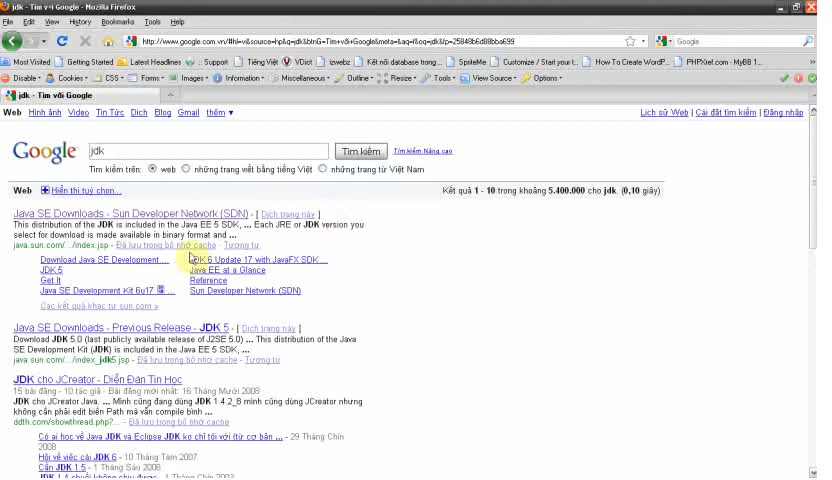 jdk - Tìm với Google - Mozilla Firefox
File Edit View History Bookmarks Tools Help
http://www.google.com.vn/#hl=vi&source=hp&q=jdk&btnG=Tìm+với+Google&meta=&aq=f&oq=jdk&fp=25848b6d88bba699
Google
Most Visited Getting Started Latest Headlines :: Support Tiếng Việt VDict izwebz Kết nối database trong ... SpriteMe Customize / Start your t... How To Create WordP... PHPXref.com - MyBB 1...
Disable Cookies CSS Forms Images Information Miscellaneous Outline Resize Tools View Source Options
jdk - Tìm với Google
Web Hình ảnh Video Tin Tức Dịch Blog Gmail thêm ▼
Lịch sử Web | Cài đặt tìm kiếm | Đăng nhập
Google jdk Tìm kiếm Tìm kiếm Nâng cao
Tìm kiếm trên: web những trang viết bằng tiếng Việt những trang từ Việt Nam
Web Hiển thị tuỳ chọn... Kết quả 1 - 10 trong khoảng 5.400.000 cho jdk. (0,10 giây)
Java SE Downloads - Sun Developer Network (SDN) - [ Dịch trang này ]
This distribution of the JDK is included in the Java EE 5 SDK, ... Each JRE or JDK version you
select for download is made available in binary format and ...
java.sun.com/.../index.jsp - Đã lưu trong bộ nhớ cache - Tương tự
Download Java SE Development ... JDK 6 Update 17 with JavaFX SDK ...
JDK 5 Java EE at a Glance
Get It Reference
Java SE Development Kit 6u17 ... Sun Developer Network (SDN)
Các kết quả khác từ sun.com »
Java SE Downloads - Previous Release - JDK 5 - [ Dịch trang này ]
Download JDK 5.0 (last publicly available release of J2SE 5.0) ... This distribution of the Java
SE Development Kit (JDK) is included in the Java EE 5 SDK, ...
java.sun.com/.../index_jdk5.jsp - Đã lưu trong bộ nhớ cache - Tương tự
JDK cho JCreator - Diễn Đàn Tin Học
15 bài đăng - 10 tác giả - Bài đăng mới nhất: 16 Tháng Mười 2008
JDK cho JCreator Java. ... Mình cũng đang dùng JDK 1.4.2_8 mình cũng dùng JCreator nhưng
không cần phải edit biến Path mà vẫn compile bình ...
ddth.com/showthread.php?... - Đã lưu trong bộ nhớ cache
Có ai học về Java JDK và Eclipse JDK ko chỉ tôi với (từ cơ bản ... - 29 Tháng Chín
2008
Hỏi về việc cài JDK 6 - 10 Tháng Tám 2007
Cần JDK 1.5 - 1 Tháng Sáu 2008
JDK 1.4 chuỗi không chịu được - 1 Tháng Chín 2003